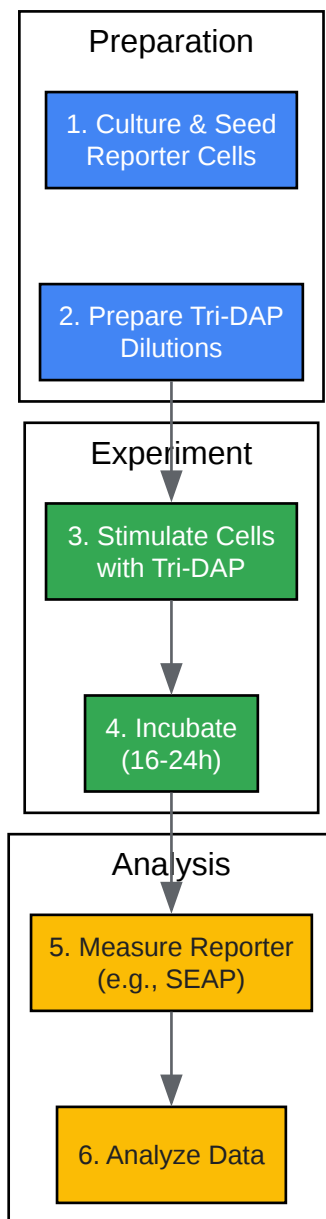 Preparation
1. Culture & Seed
Reporter Cells
2. Prepare Tri-DAP
Dilutions
Experiment
3. Stimulate Cells
with Tri-DAP
4. Incubate
(16-24h)
Analysis
5. Measure Reporter
(e.g., SEAP)
6. Analyze Data